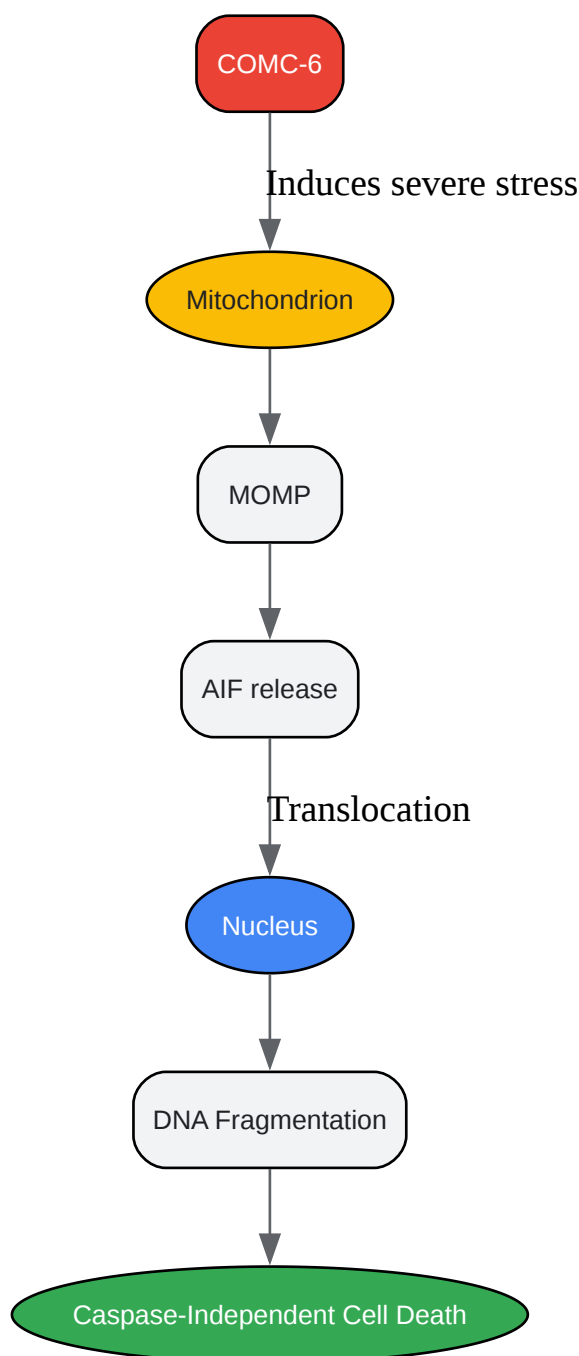 COMC-6
Induces severe stress
Mitochondrion
MOMP
AIF release
Translocation
Nucleus
DNA Fragmentation
Caspase-Independent Cell Death